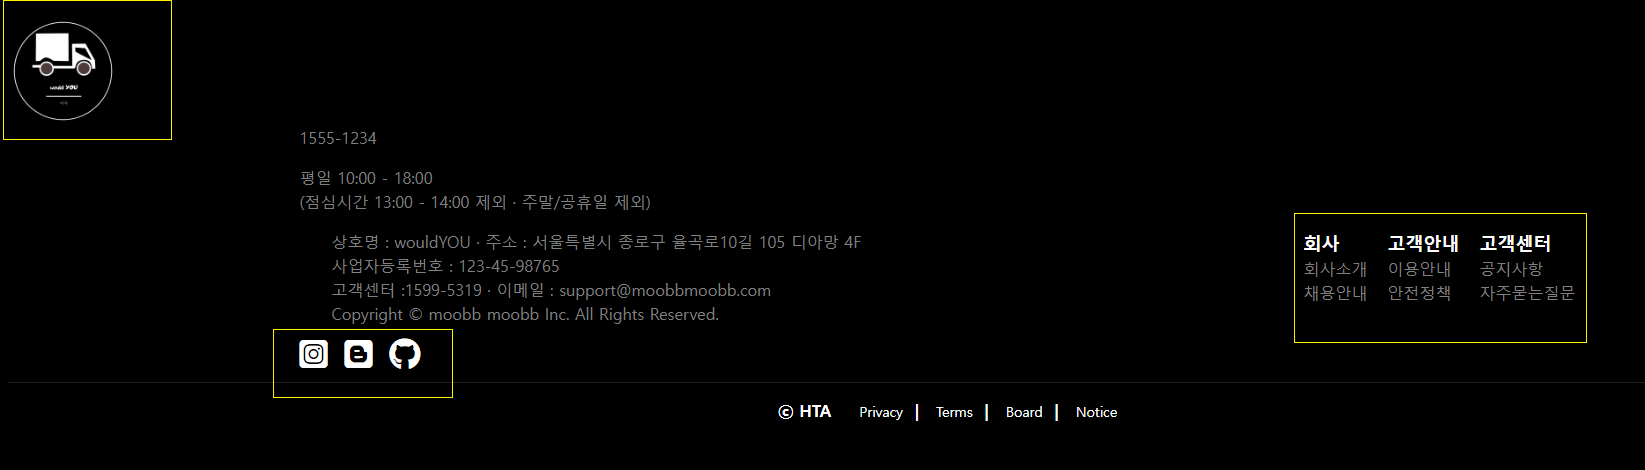 would YOU
1555-1234
평일 10:00 - 18:00
(점심시간 13:00 - 14:00 제외 · 주말/공휴일 제외)
상호명 : wouldYOU · 주소 : 서울특별시 종로구 율곡로10길 105 디아망 4F
사업자등록번호 : 123-45-98765
고객센터 :1599-5319 · 이메일 : support@moobbmoobb.com
Copyright © moobb moobb Inc. All Rights Reserved.
회사 고객안내 고객센터
회사소개 이용안내 공지사항
채용안내 안전정책 자주묻는질문
© HTA Privacy | Terms | Board | Notice